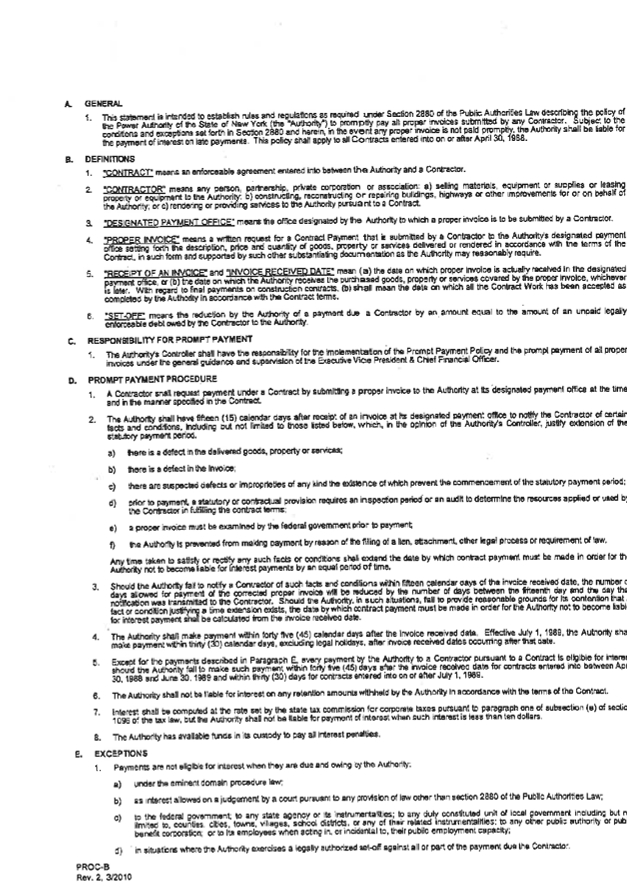 A. GENERAL
1. This statement is intended to establish rules and regulations as required under Section 2880 of the Public Authorities Law describing the policy of
the Power Authority of the State of New York (the "Authority") to promptly pay all proper invoices submitted by any Contractor. Subject to the
conditions and exceptions set forth in Section 2880 and herein, in the event any proper invoice is not paid promptly, the Authority shall be liable for
the payment of interest on late payments. This policy shall apply to all Contracts entered into on or after April 30, 1988.
B. DEFINITIONS
1. "CONTRACT" means an enforceable agreement entered into between the Authority and a Contractor.
2. "CONTRACTOR" means any person, partnership, private corporation or association: a) selling materials, equipment or supplies or leasing
property or equipment to the Authority; b) constructing, reconstructing or repairing buildings, highways or other improvements for or on behalf of
the Authority; or c) rendering or providing services to the Authority pursuant to a Contract.
3. "DESIGNATED PAYMENT OFFICE" means the office designated by the Authority to which a proper invoice is to be submitted by a Contractor.
4. "PROPER INVOICE" means a written request for a Contract Payment that is submitted by a Contractor to the Authority's designated payment
office setting forth the description, price and quantity of goods, property or services delivered or rendered in accordance with the terms of the
Contract, in such form and supported by such other substantiating documentation as the Authority may reasonably require.
5. "RECEIPT OF AN INVOICE" and "INVOICE RECEIVED DATE" mean (a) the date on which proper invoice is actually received in the designated
payment office, or (b) the date on which the Authority receives the purchased goods, property or services covered by the proper invoice, whichever
is later. With regard to final payments on construction contracts, (b) shall mean the date on which all the Contract Work has been accepted as
completed by the Authority in accordance with the Contract terms.
6. "SET-OFF" means the reduction by the Authority of a payment due a Contractor by an amount equal to the amount of an unpaid legally
enforceable debt owed by the Contractor to the Authority.
C. RESPONSIBILITY FOR PROMPT PAYMENT
1. The Authority's Controller shall have the responsibility for the implementation of the Prompt Payment Policy and the prompt payment of all proper
invoices under the general guidance and supervision of the Executive Vice President & Chief Financial Officer.
D. PROMPT PAYMENT PROCEDURE
1. A Contractor shall request payment under a Contract by submitting a proper invoice to the Authority at its designated payment office at the time
and in the manner specified in the Contract.
2. The Authority shall have fifteen (15) calendar days after receipt of an invoice at its designated payment office to notify the Contractor of certain
facts and conditions, including but not limited to those listed below, which, in the opinion of the Authority's Controller, justify extension of the
statutory payment period.
a) there is a defect in the delivered goods, property or services;
b) there is a defect in the invoice;
c) there are suspected defects or improprieties of any kind the existence of which prevent the commencement of the statutory payment period;
d) prior to payment, a statutory or contractual provision requires an inspection period or an audit to determine the resources applied or used by
the Contractor in fulfilling the contract terms;
e) a proper invoice must be examined by the federal government prior to payment;
f) the Authority is prevented from making payment by reason of the filing of a lien, attachment, other legal process or requirement of law.
Any time taken to satisfy or rectify any such facts or conditions shall extend the date by which contract payment must be made in order for th
Authority not to become liable for interest payments by an equal period of time.
3. Should the Authority fail to notify a Contractor of such facts and conditions within fifteen calendar days of the invoice received date, the number o
days allowed for payment of the corrected proper invoice will be reduced by the number of days between the fifteenth day and the day tha
notification was transmitted to the Contractor. Should the Authority, in such situations, fail to provide reasonable grounds for its contention that
fact or condition justifying a time extension exists, the date by which contract payment must be made in order for the Authority not to become liab
for interest payment shall be calculated from the invoice received date.
4. The Authority shall make payment within forty five (45) calendar days after the invoice received date. Effective July 1, 1989, the Authority sha
make payment within thirty (30) calendar days, excluding legal holidays, after invoice received dates occurring after that date.
5. Except for the payments described in Paragraph E, every payment by the Authority to a Contractor pursuant to a Contract is eligible for intere
should the Authority fail to make such payment within forty five (45) days after the invoice received date for contracts entered into between Apr
30, 1988 and June 30, 1989 and within thirty (30) days for contracts entered into on or after July 1, 1989.
6. The Authority shall not be liable for interest on any retention amounts withheld by the Authority in accordance with the terms of the Contract.
7. Interest shall be computed at the rate set by the state tax commission for corporate taxes pursuant to paragraph one of subsection (e) of sectio
1096 of the tax law, but the Authority shall not be liable for payment of interest when such interest is less than ten dollars.
8. The Authority has available funds in its custody to pay all interest penalties.
E. EXCEPTIONS
1. Payments are not eligible for interest when they are due and owing by the Authority:
a) under the eminent domain procedure law;
b) as interest allowed on a judgement by a court pursuant to any provision of law other than section 2880 of the Public Authorities Law;
c) to the federal government; to any state agency or its instrumentalities; to any duly constituted unit of local government including but n
limited to, counties, cities, towns, villages, school districts, or any of their related instrumentalities; to any other public authority or pub
benefit corporation; or to its employees when acting in, or incidental to, their public employment capacity;
d) in situations where the Authority exercises a legally authorized set-off against all or part of the payment due the Contractor.
PROC-B
Rev. 2, 3/2010